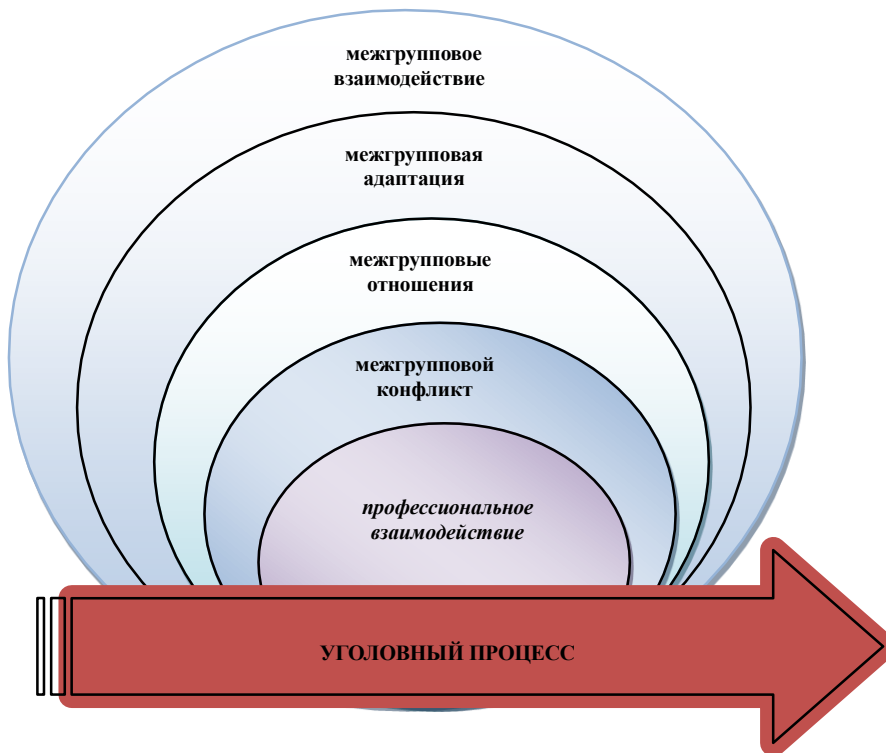 межгрупповое
взаимодействие
межгрупповая
адаптация
межгрупповые
отношения
межгрупповой
конфликт
профессиональное
взаимодействие
УГОЛОВНЫЙ ПРОЦЕСС